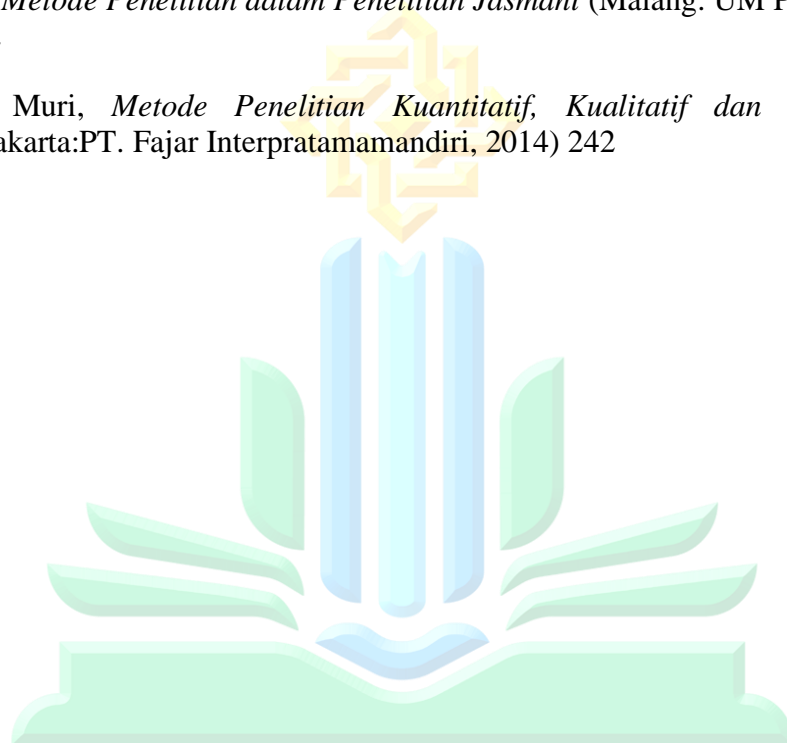 Metode Penelitian dalam Penelitian Jasmani (Malang: UM P
Muri, Metode Penelitian Kuantitatif, Kualitatif dan
akarta:PT. Fajar Interpratamamandiri, 2014) 242